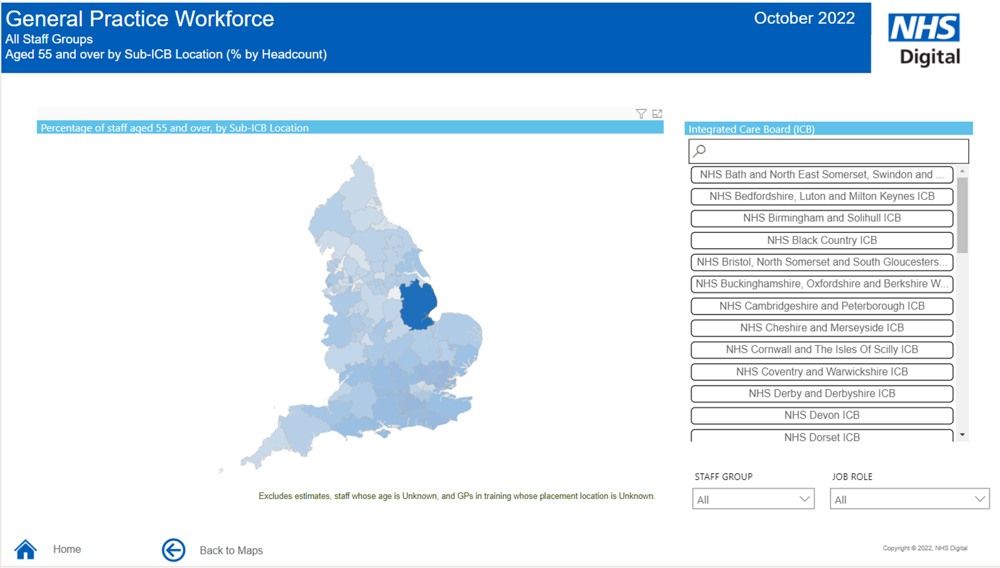 General Practice Workforce
All Staff Groups
Aged 55 and over by Sub-ICB Location (% by Headcount)
October 2022
NHS
Digital
Percentage of staff aged 55 and over, by Sub-ICB Location
Integrated Care Board (ICB)
NHS Bath and North East Somerset, Swindon and ...
NHS Bedfordshire, Luton and Milton Keynes ICB
NHS Birmingham and Solihull ICB
NHS Black Country ICB
NHS Bristol, North Somerset and South Gloucesters...
NHS Buckinghamshire, Oxfordshire and Berkshire W...
NHS Cambridgeshire and Peterborough ICB
NHS Cheshire and Merseyside ICB
NHS Cornwall and The Isles Of Scilly ICB
NHS Coventry and Warwickshire ICB
NHS Derby and Derbyshire ICB
NHS Devon ICB
NHS Dorset ICB
STAFF GROUP
All
JOB ROLE
All
Excludes estimates, staff whose age is Unknown, and GPs in training whose placement location is Unknown.
Home
Back to Maps
Copyright © 2022, NHS Digital